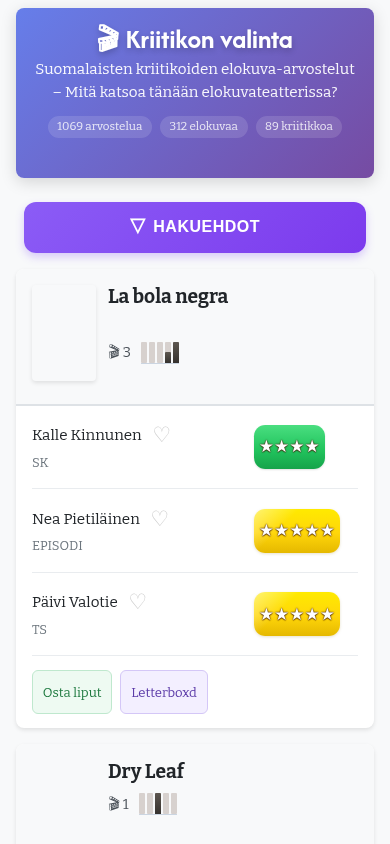 🎬 Kriitikon valinta
Suomalaisten kriitikoiden elokuva-arvostelut
– Mitä katsoa tänään elokuvateatterissa?
1069 arvostelua 312 elokuvaa 89 kriitikkoa
▽ HAKUEHDOT
La bola negra
🎬 3
Kalle Kinnunen ♡ ★★★★
SK
Nea Pietiläinen ♡ ★★★★★
EPISODI
Päivi Valotie ♡ ★★★★★
TS
Osta liput Letterboxd
Dry Leaf
🎬 1